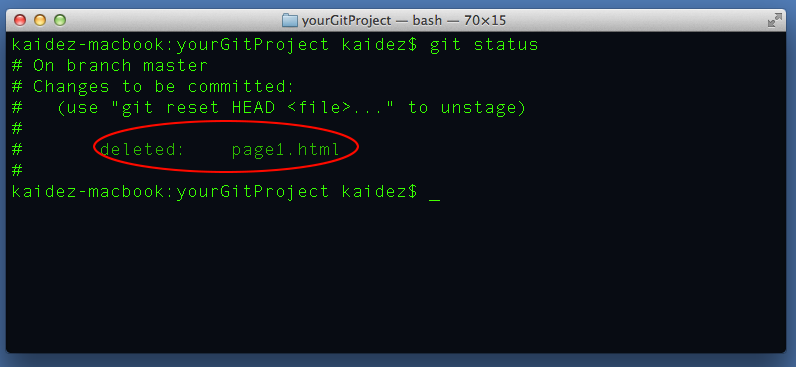 yourGitProject — bash — 70×15
kaidez-macbook:yourGitProject kaidez$ git status
# On branch master
# Changes to be committed:
#   (use "git reset HEAD <file>..." to unstage)
#
#       deleted:    page1.html
#
kaidez-macbook:yourGitProject kaidez$ _